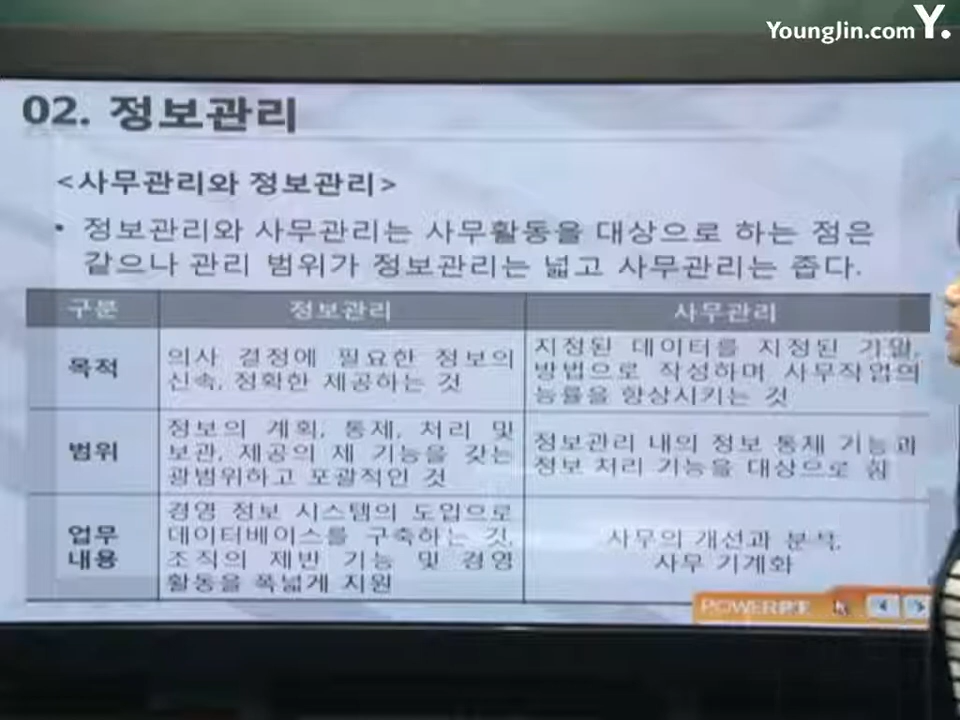 YoungJin.com Y.
02. 정보관리
<사무관리와 정보관리>
• 정보관리와 사무관리는 사무활동을 대상으로 하는 점은
같으나 관리 범위가 정보관리는 넓고 사무관리는 좁다.
구분 정보관리 사무관리
목적
의사 결정에 필요한 정보의
신속, 정확한 제공하는 것
지정된 데이터를 지정된 기일,
방법으로 작성하며 사무작업의
능률을 향상시키는 것
범위
정보의 계획, 통제, 처리 및
보관, 제공의 제 기능을 갖는
광범위하고 포괄적인 것
정보관리 내의 정보 통제 기능과
정보 처리 기능을 대상으로 함
업무
내용
경영 정보 시스템의 도입으로
데이터베이스를 구축하는 것,
조직의 제반 기능 및 경영
활동을 폭넓게 지원
사무의 개선과 분석,
사무 기계화